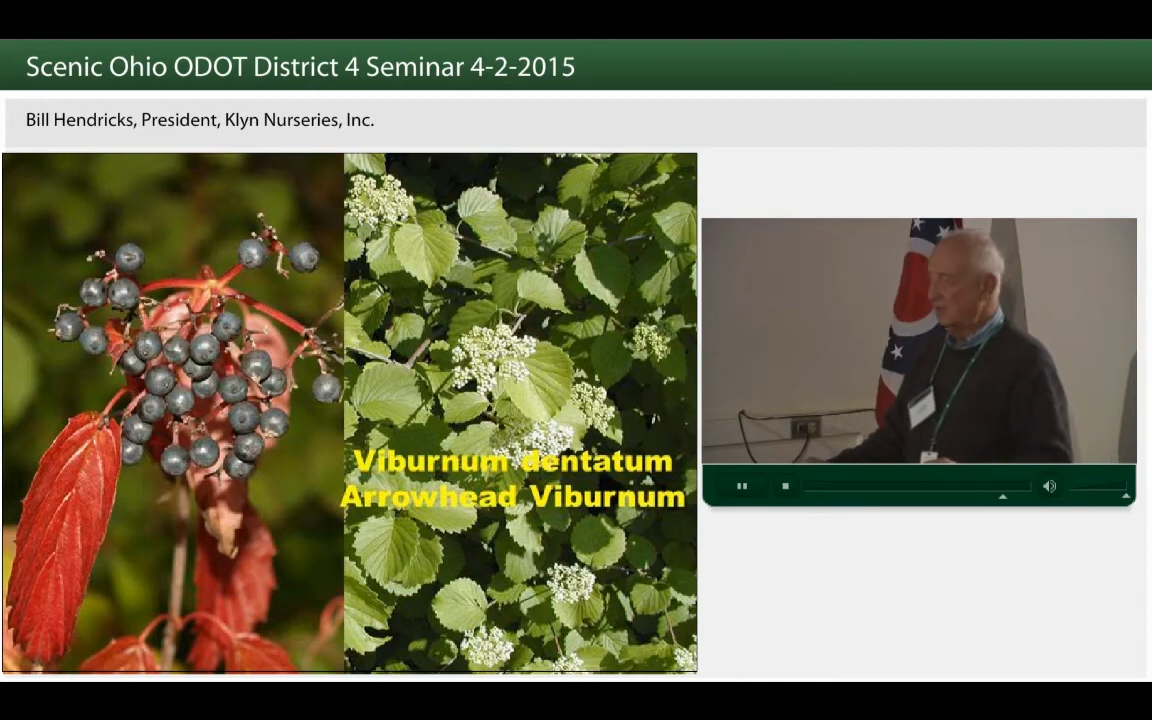 Scenic Ohio ODOT District 4 Seminar 4-2-2015
Bill Hendricks, President, Klyn Nurseries, Inc.
Viburnum dentatum
Arrowhead Viburnum